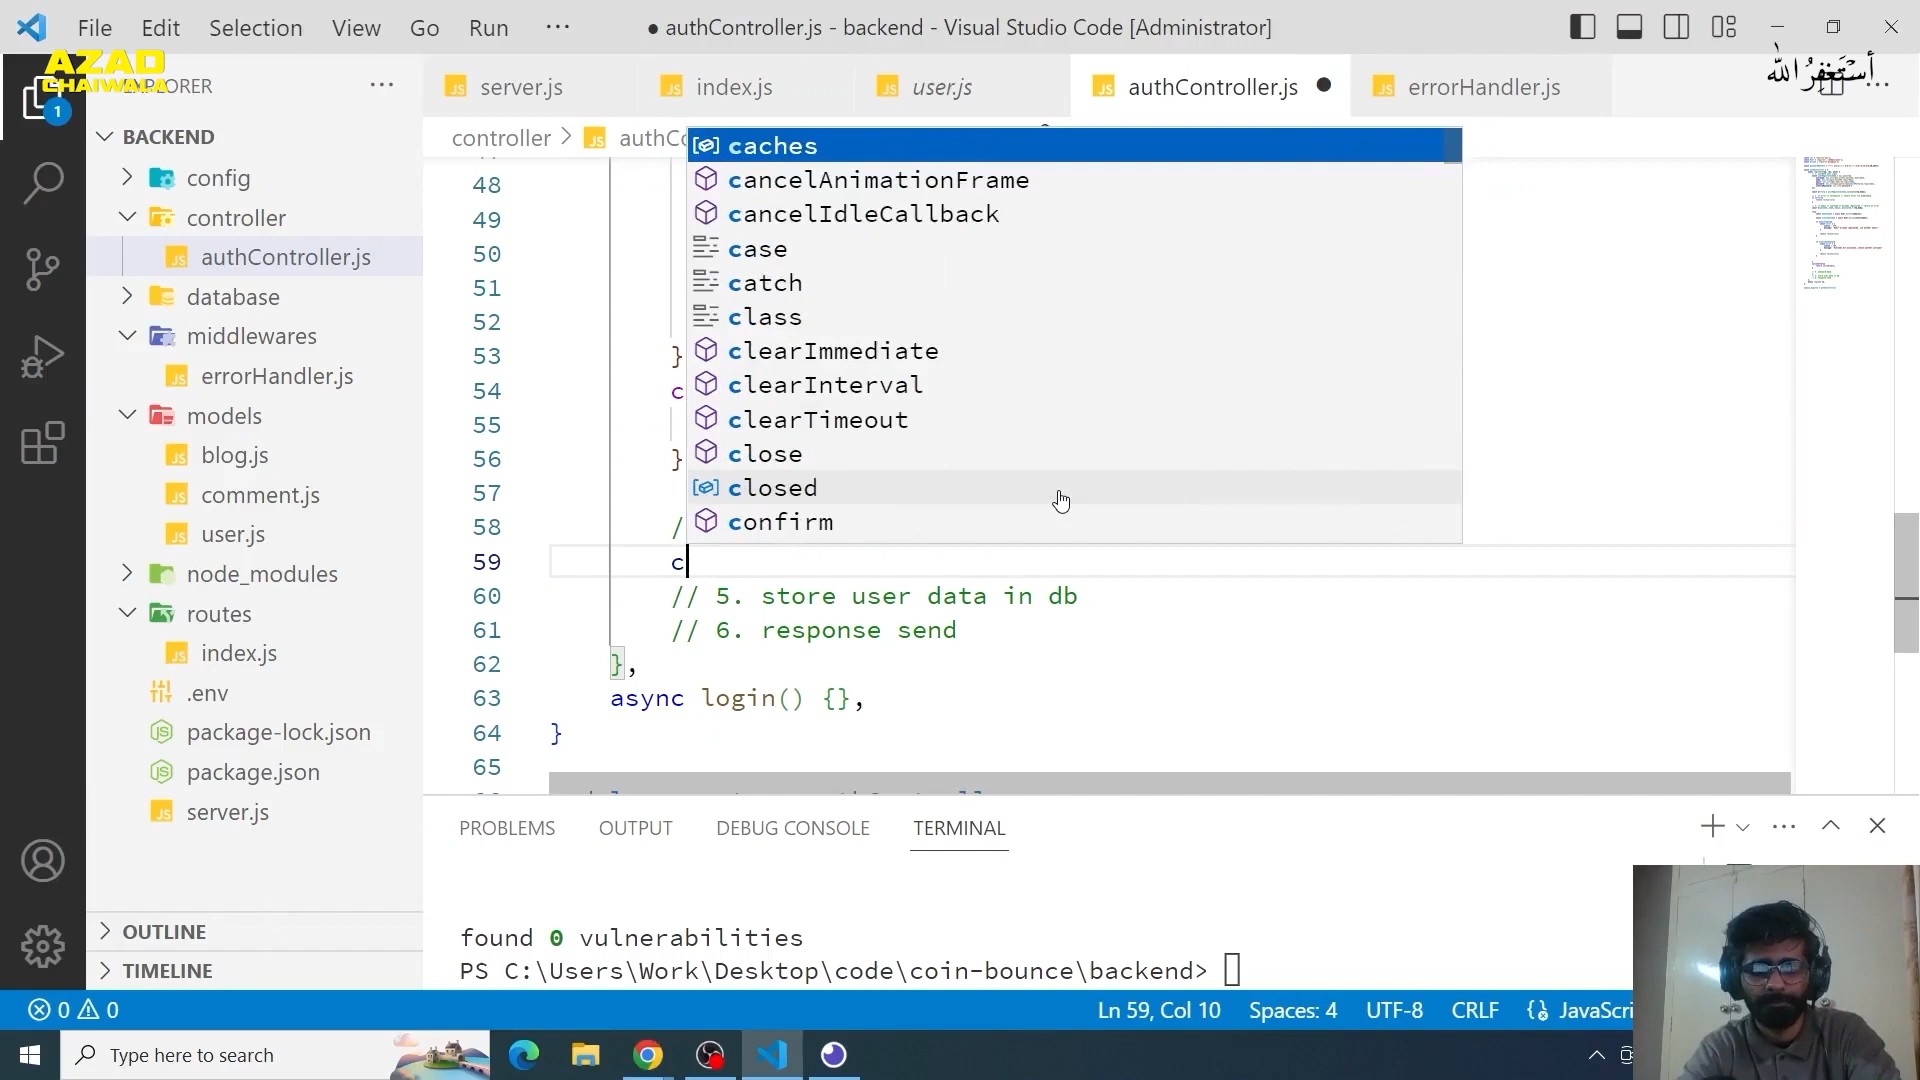 File Edit Selection View Go Run ··· ● authController.js - backend - Visual Studio Code [Administrator]
AZAD
CHAIWALA
EXPLORER ···
server.js index.js user.js authController.js ● errorHandler.js
أستغفر الله
1
BACKEND
config
controller
authController.js
database
middlewares
errorHandler.js
models
blog.js
comment.js
user.js
node_modules
routes
index.js
.env
package-lock.json
package.json
server.js
OUTLINE
TIMELINE
controller >
caches
cancelAnimationFrame
cancelIdleCallback
case
catch
class
clearImmediate
clearInterval
clearTimeout
close
closed
confirm
48
49
50
51
52
53 }
54 c
55
56 }
57
58 /
59 c
60 // 5. store user data in db
61 // 6. response send
62 },
63 async login() {},
64 }
65
PROBLEMS OUTPUT DEBUG CONSOLE TERMINAL
found 0 vulnerabilities
PS C:\Users\Work\Desktop\code\coin-bounce\backend>
0 0 Ln 59, Col 10 Spaces: 4 UTF-8 CRLF
Type here to search